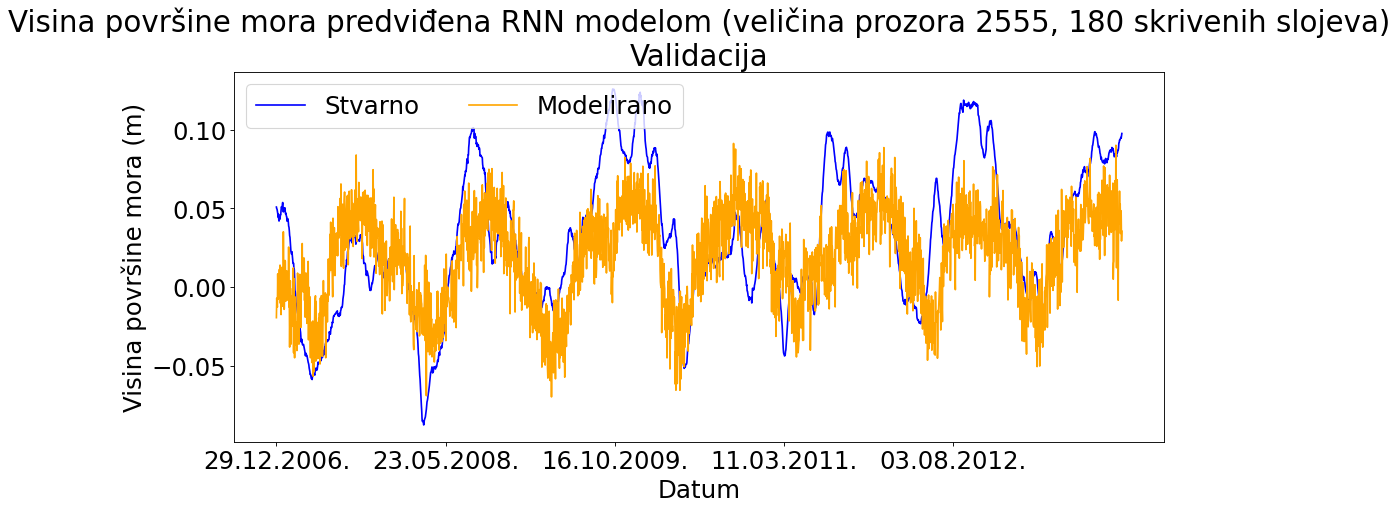 Visina površine mora predviđena RNN modelom (veličina prozora 2555, 180 skrivenih slojeva)
Validacija
Stvarno Modelirano
Visina površine mora (m)
0.10
0.05
0.00
−0.05
29.12.2006. 23.05.2008. 16.10.2009. 11.03.2011. 03.08.2012.
Datum